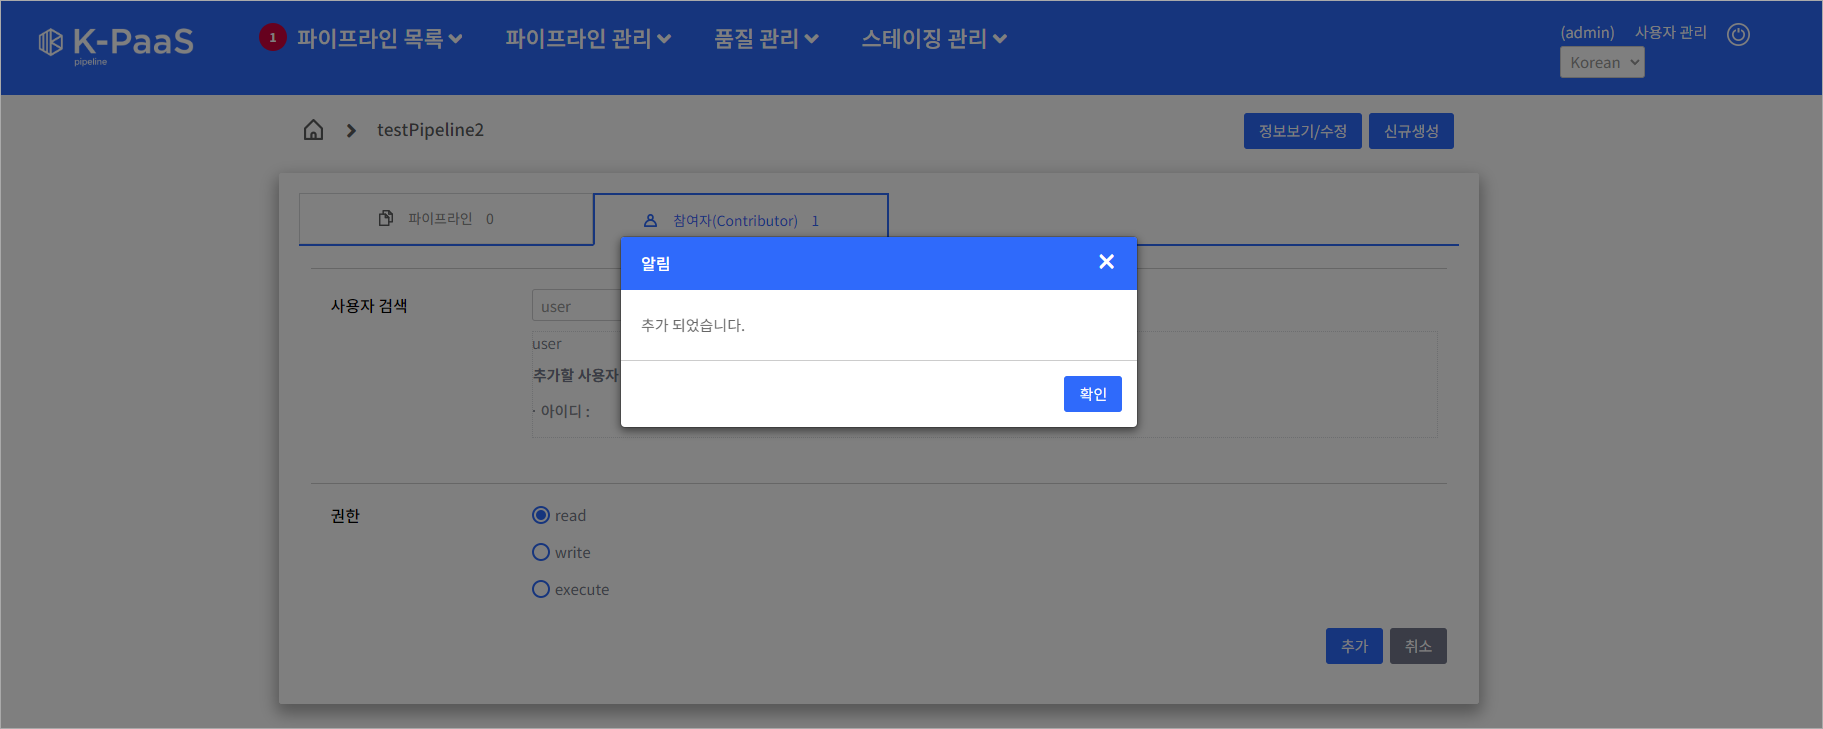 K-PaaS
pipeline
1 파이프라인 목록 파이프라인 관리 품질 관리 스테이징 관리
(admin) 사용자 관리
Korean
testPipeline2
정보보기/수정 신규생성
파이프라인 0 참여자(Contributor) 1
알림
추가 되었습니다.
확인
사용자 검색 user
user
추가할 사용자
· 아이디 :
권한 read
write
execute
추가 취소